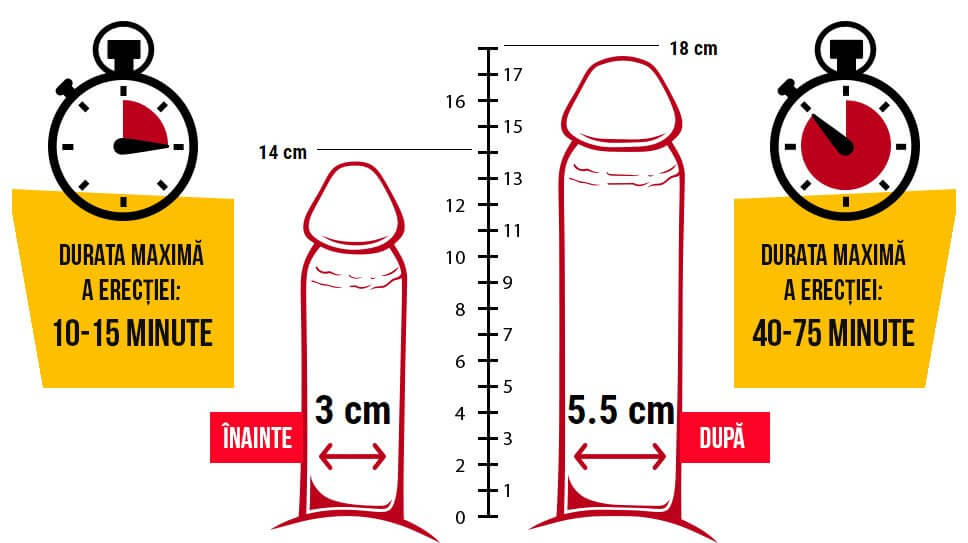 18 cm
17
16
15
14 cm
13
12
11
10
9
8
7
6
5
4
3
2
1
0
DURATA MAXIMĂ
A ERECȚIEI:
10-15 MINUTE
DURATA MAXIMĂ
A ERECȚIEI:
40-75 MINUTE
3 cm
5.5 cm
ÎNAINTE
DUPĂ